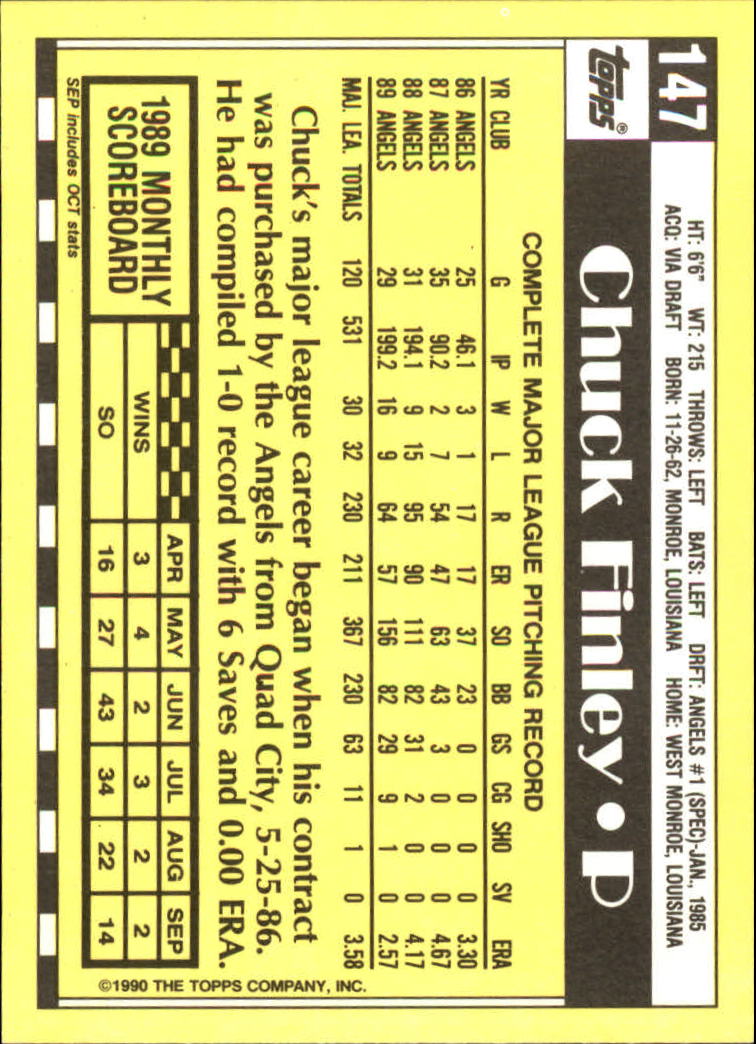 147
HT: 6'6" WT: 215 THROWS: LEFT BATS: LEFT DRFT: ANGELS #1 (SPEC)-JAN., 1985
ACQ: VIA DRAFT BORN: 11-26-62, MONROE, LOUISIANA HOME: WEST MONROE, LOUISIANA
TOPPS®
Chuck Finley • P
COMPLETE MAJOR LEAGUE PITCHING RECORD
YR CLUB G IP W L R ER SO BB GS CG SHO SV ERA
86 ANGELS 25 46.1 3 1 17 17 37 23 0 0 0 0 3.30
87 ANGELS 35 90.2 2 7 54 47 63 43 3 0 0 0 4.67
88 ANGELS 31 194.1 9 15 95 90 111 82 31 2 0 0 4.17
89 ANGELS 29 199.2 16 9 64 57 156 82 29 9 1 0 2.57
MAJ. LEA. TOTALS 120 531 30 32 230 211 367 230 63 11 1 0 3.58
Chuck's major league career began when his contract
was purchased by the Angels from Quad City, 5-25-86.
He had compiled 1-0 record with 6 Saves and 0.00 ERA.
1989 MONTHLY
SCOREBOARD
APR MAY JUN JUL AUG SEP
WINS 3 4 2 3 2 2
SO 16 27 43 34 22 14
SEP includes OCT stats
©1990 THE TOPPS COMPANY, INC.